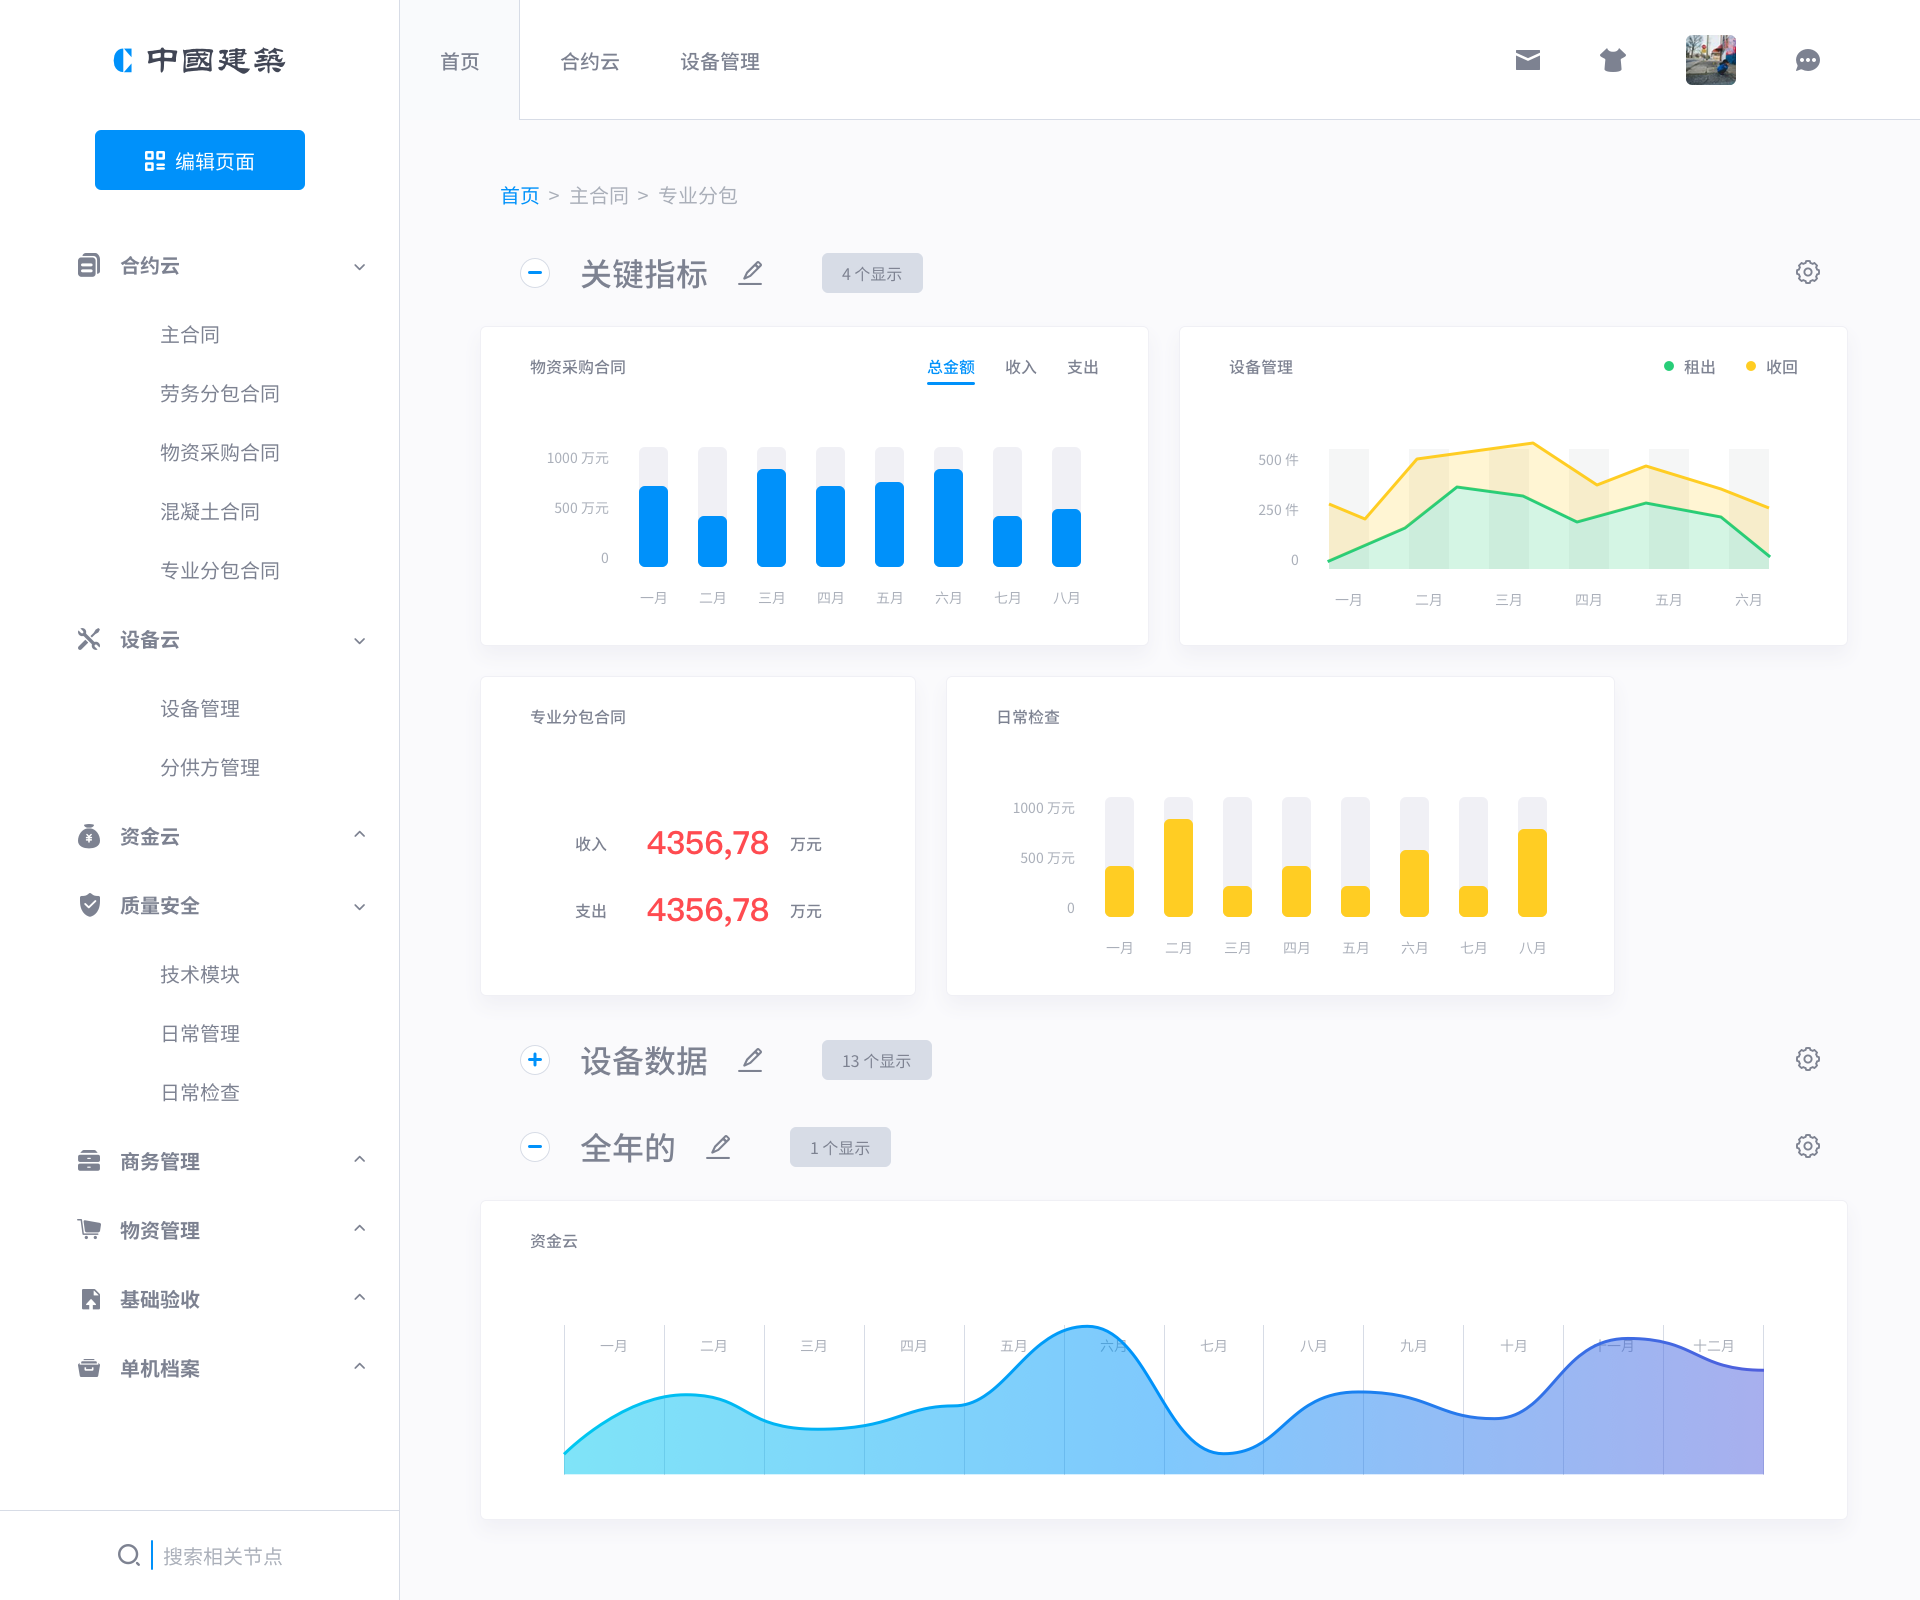 中國建築
首页
合约云
设备管理
编辑页面
首页 > 主合同 > 专业分包
合约云
主合同
劳务分包合同
物资采购合同
混凝土合同
专业分包合同
设备云
设备管理
分供方管理
资金云
质量安全
技术模块
日常管理
日常检查
商务管理
物资管理
基础验收
单机档案
搜索相关节点
关键指标
4 个显示
物资采购合同
总金额 收入 支出
1000 万元
500 万元
0
一月 二月 三月 四月 五月 六月 七月 八月
设备管理
租出 收回
500 件
250 件
0
一月 二月 三月 四月 五月 六月
专业分包合同
收入 4356,78 万元
支出 4356,78 万元
日常检查
1000 万元
500 万元
0
一月 二月 三月 四月 五月 六月 七月 八月
设备数据
13 个显示
全年的
1 个显示
资金云
一月 二月 三月 四月 五月 六月 七月 八月 九月 十月 十一月 十二月